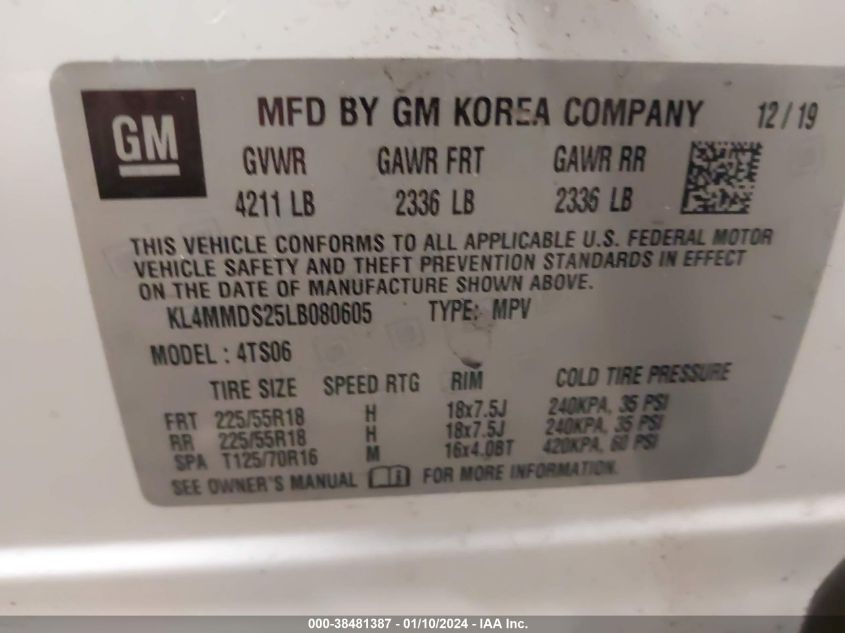 GM
MFD BY GM KOREA COMPANY 12/19
GVWR GAWR FRT GAWR RR
4211 LB 2336 LB 2336 LB
THIS VEHICLE CONFORMS TO ALL APPLICABLE U.S. FEDERAL MOTOR
VEHICLE SAFETY AND THEFT PREVENTION STANDARDS IN EFFECT
ON THE DATE OF MANUFACTURE SHOWN ABOVE.
KL4MMDS25LB080605 TYPE: MPV
MODEL : 4TS06
TIRE SIZE SPEED RTG RIM COLD TIRE PRESSURE
FRT 225/55R18 H 18x7.5J 240KPA, 35 PSI
RR 225/55R18 H 18x7.5J 240KPA, 35 PSI
SPA T125/70R16 M 16x4.0BT 420KPA, 60 PSI
SEE OWNER'S MANUAL FOR MORE INFORMATION.
000-38481387 - 01/10/2024 - IAA Inc.